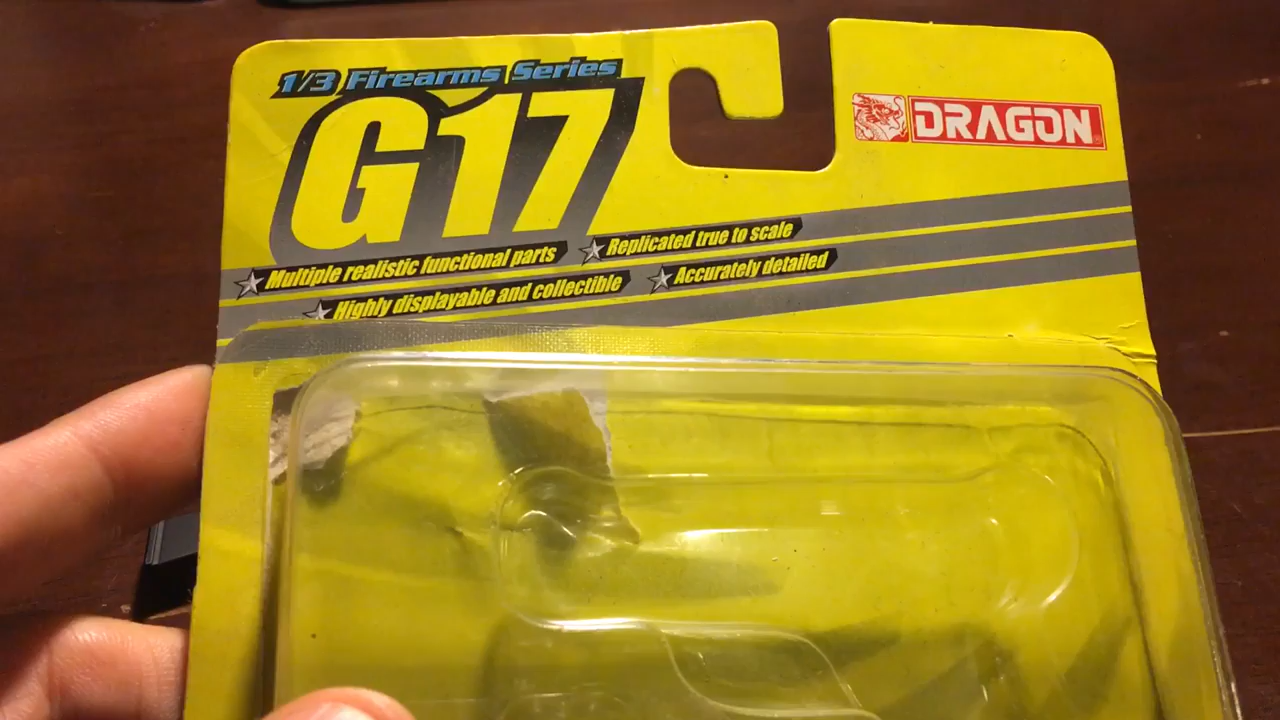 1/3 Firearms Series
G17
DRAGON
Multiple realistic functional parts
Replicated true to scale
Highly displayable and collectible
Accurately detailed